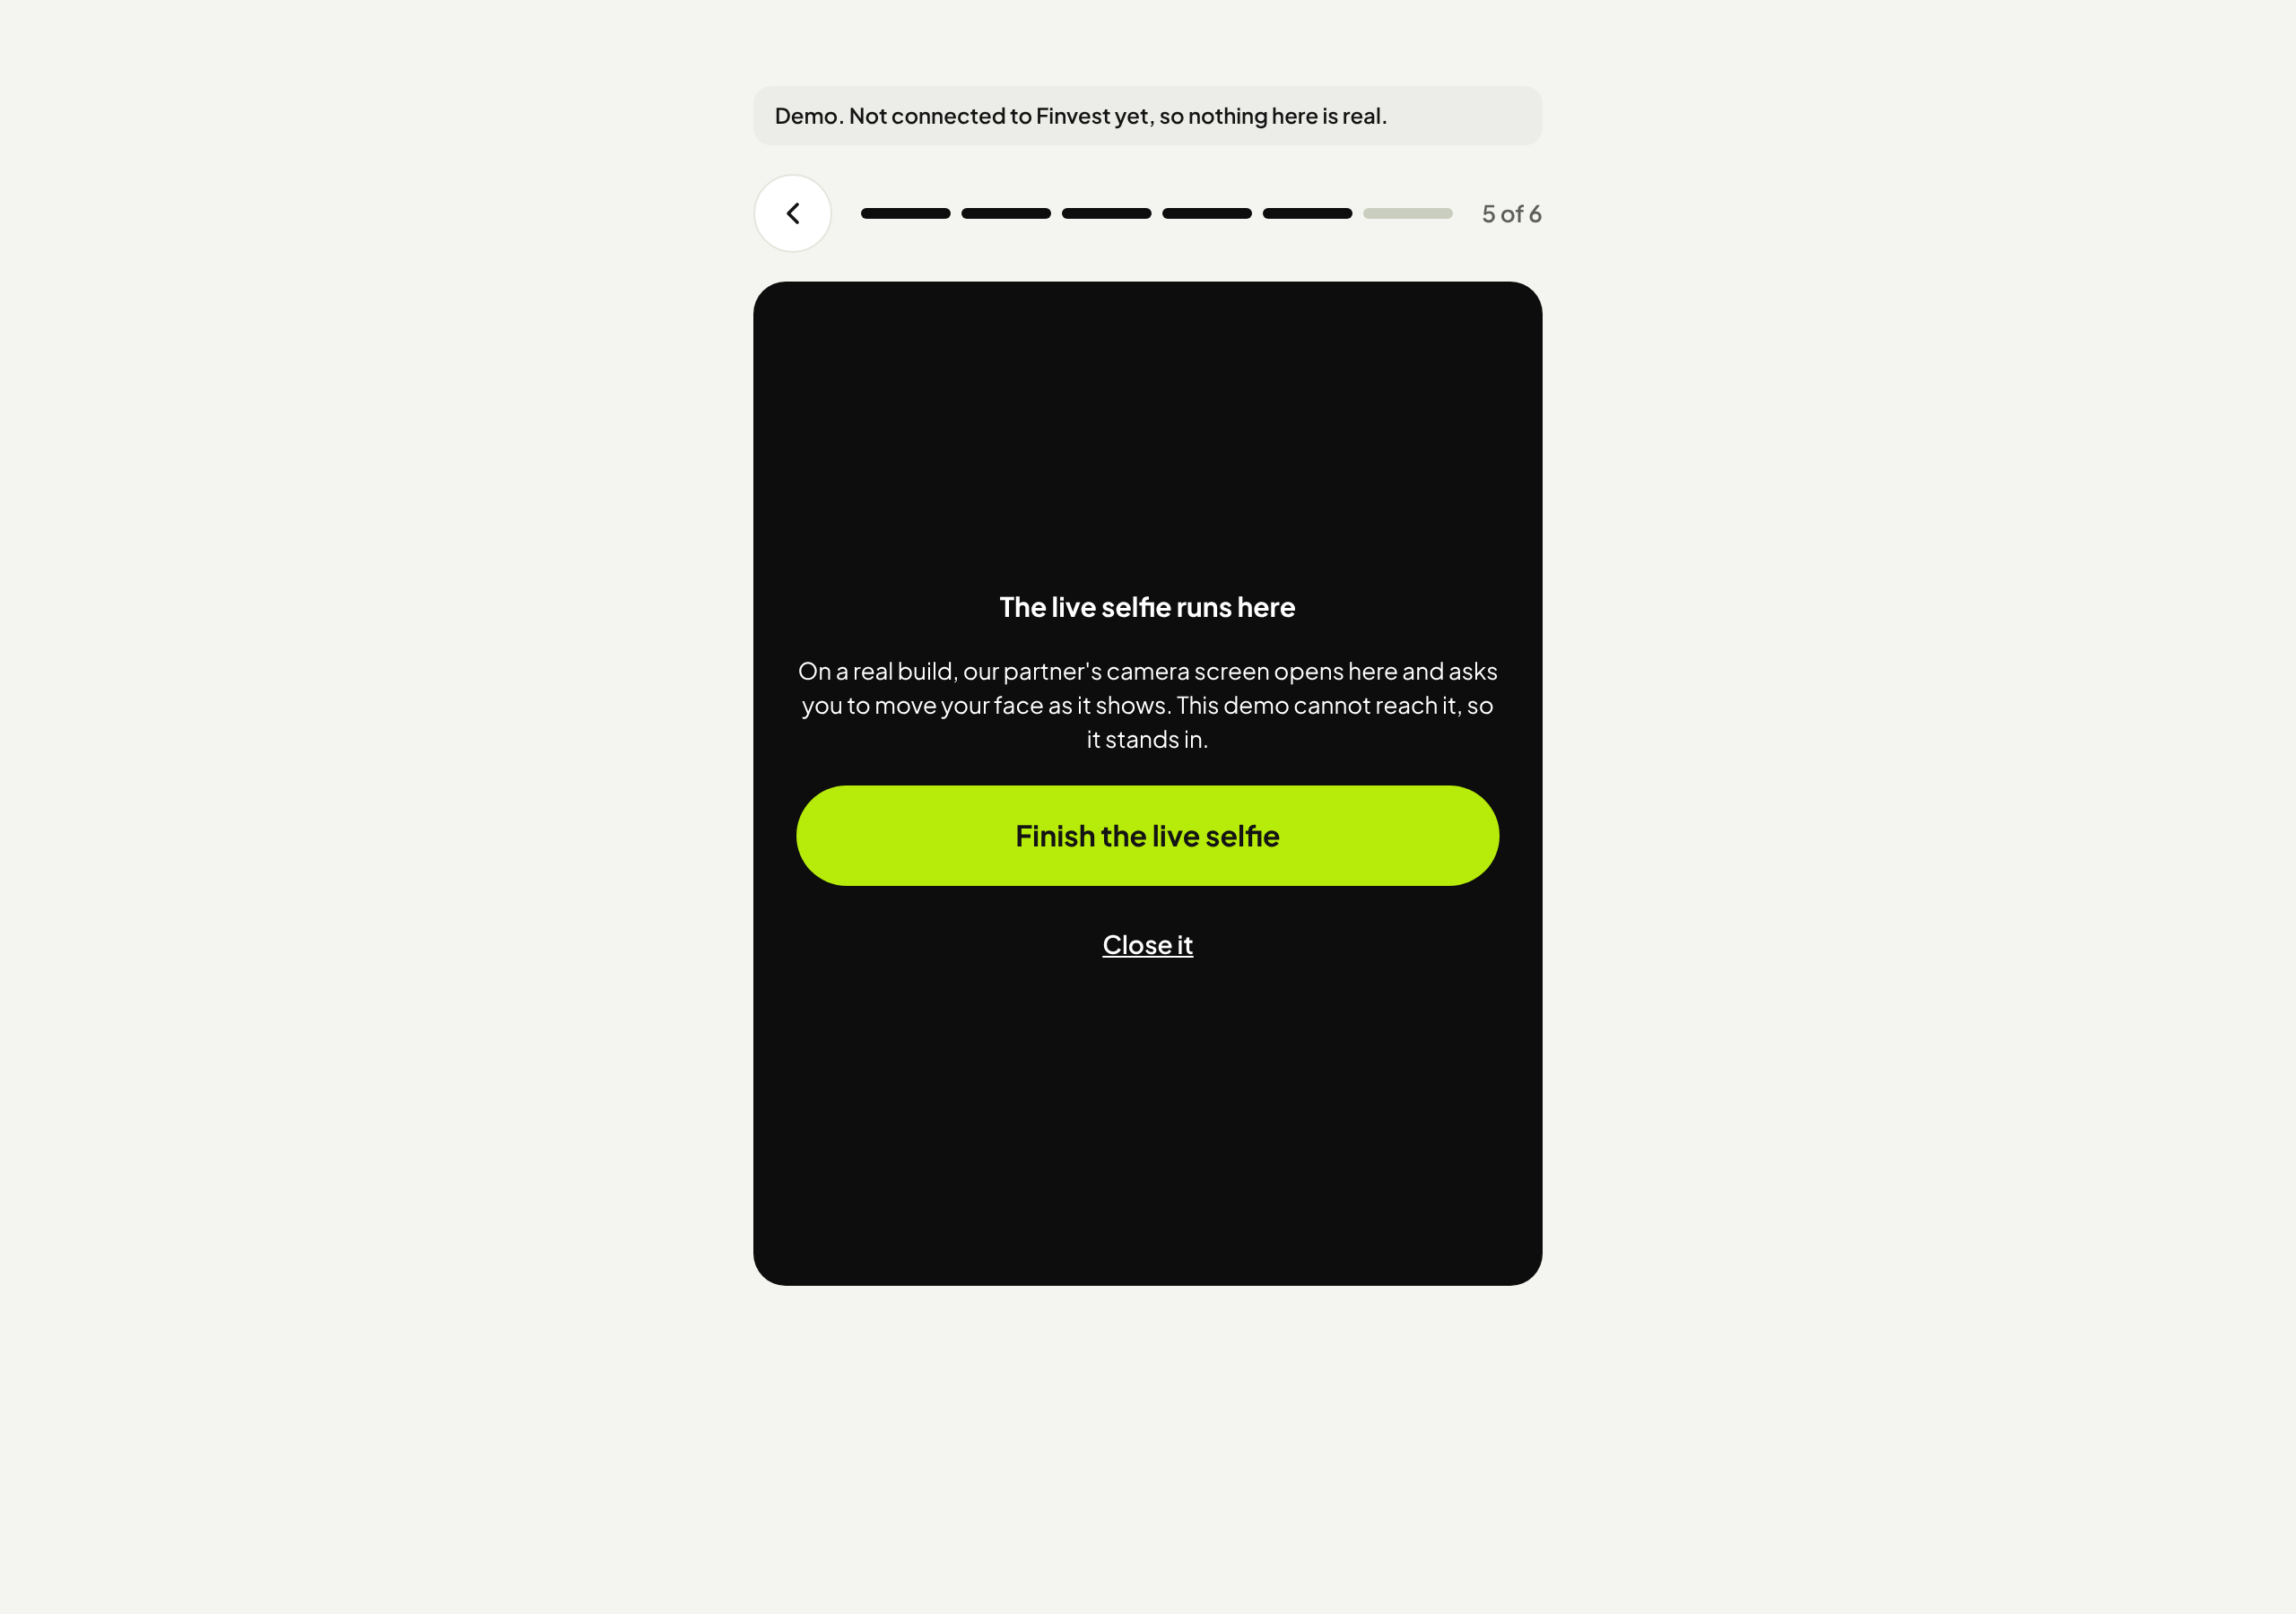 Demo. Not connected to Finvest yet, so nothing here is real.
5 of 6
The live selfie runs here
On a real build, our partner's camera screen opens here and asks
you to move your face as it shows. This demo cannot reach it, so
it stands in.
Finish the live selfie
Close it